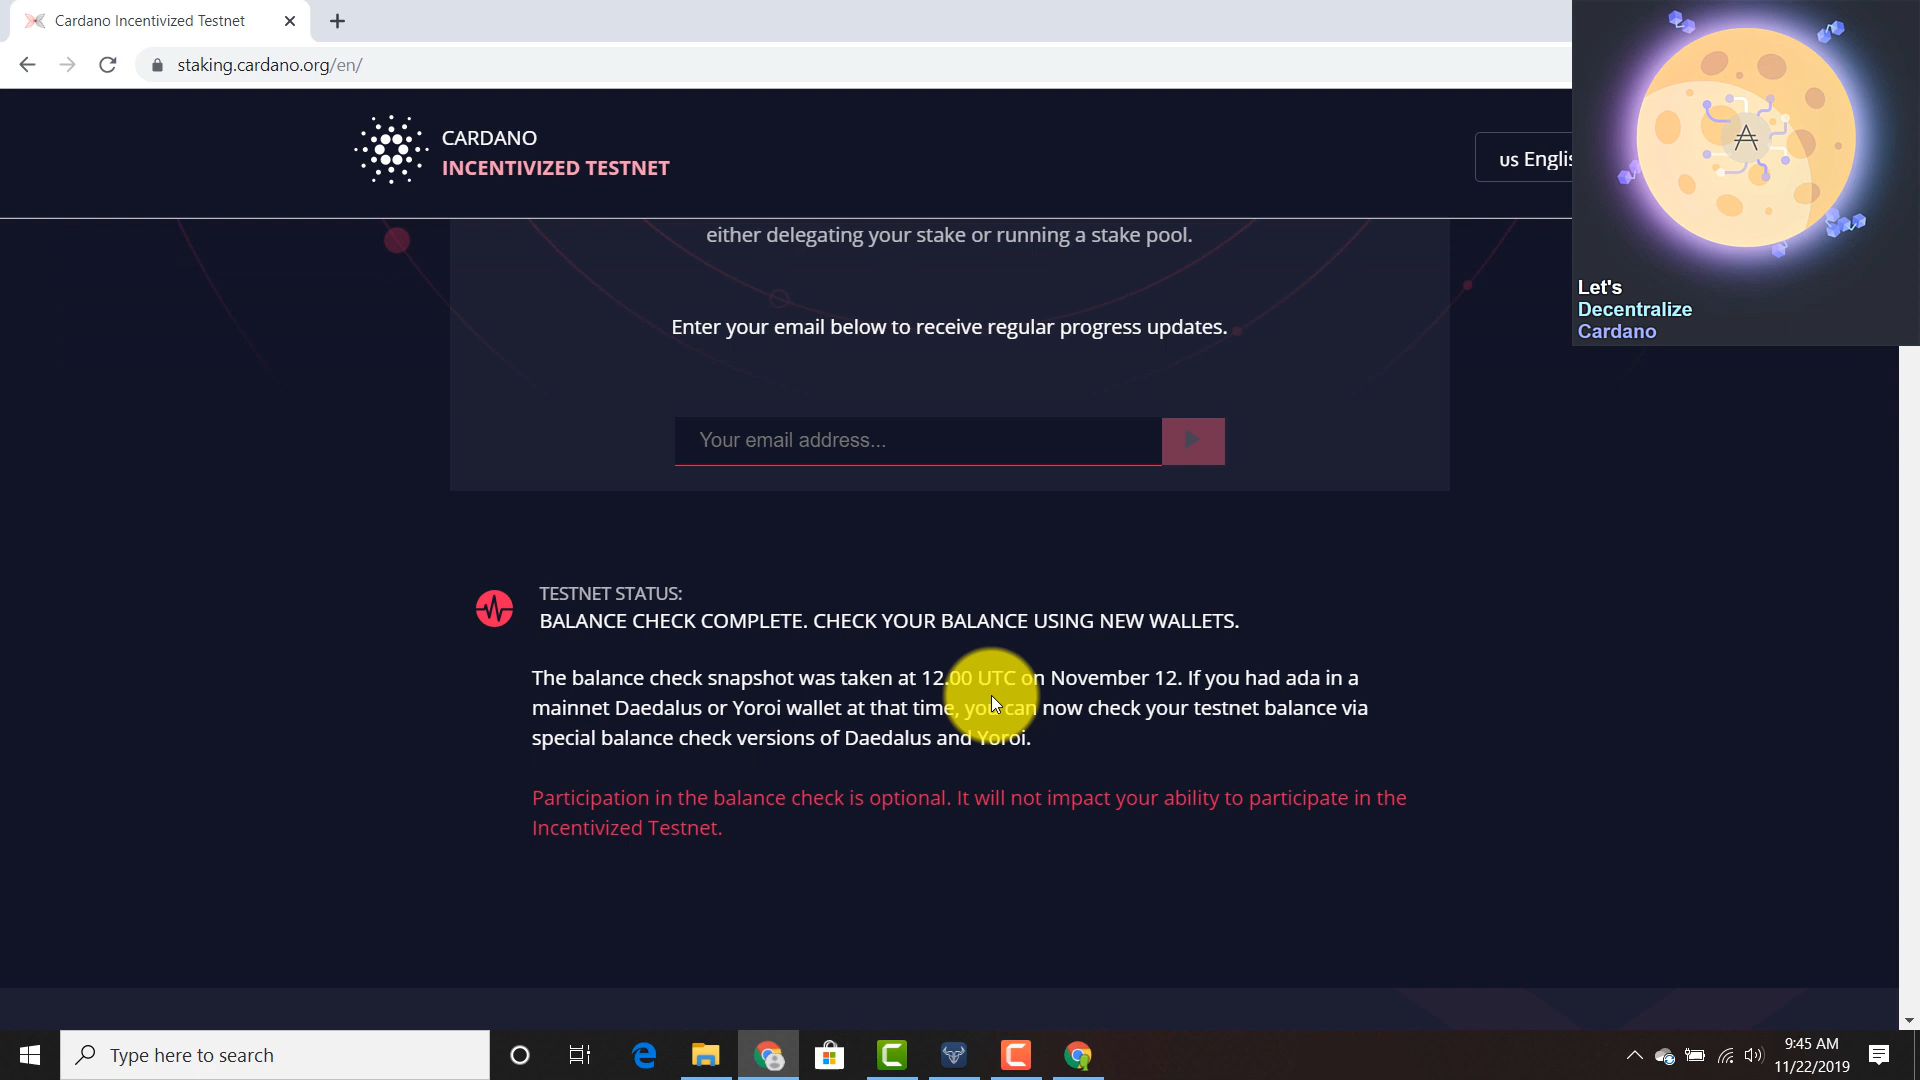 Cardano Incentivized Testnet
staking.cardano.org/en/
CARDANO
INCENTIVIZED TESTNET
us Englis
either delegating your stake or running a stake pool.
Enter your email below to receive regular progress updates.
Your email address...
TESTNET STATUS:
BALANCE CHECK COMPLETE. CHECK YOUR BALANCE USING NEW WALLETS.
The balance check snapshot was taken at 12.00 UTC on November 12. If you had ada in a
mainnet Daedalus or Yoroi wallet at that time, you can now check your testnet balance via
special balance check versions of Daedalus and Yoroi.
Participation in the balance check is optional. It will not impact your ability to participate in the
Incentivized Testnet.
Let's
Decentralize
Cardano
Type here to search
9:45 AM
11/22/2019